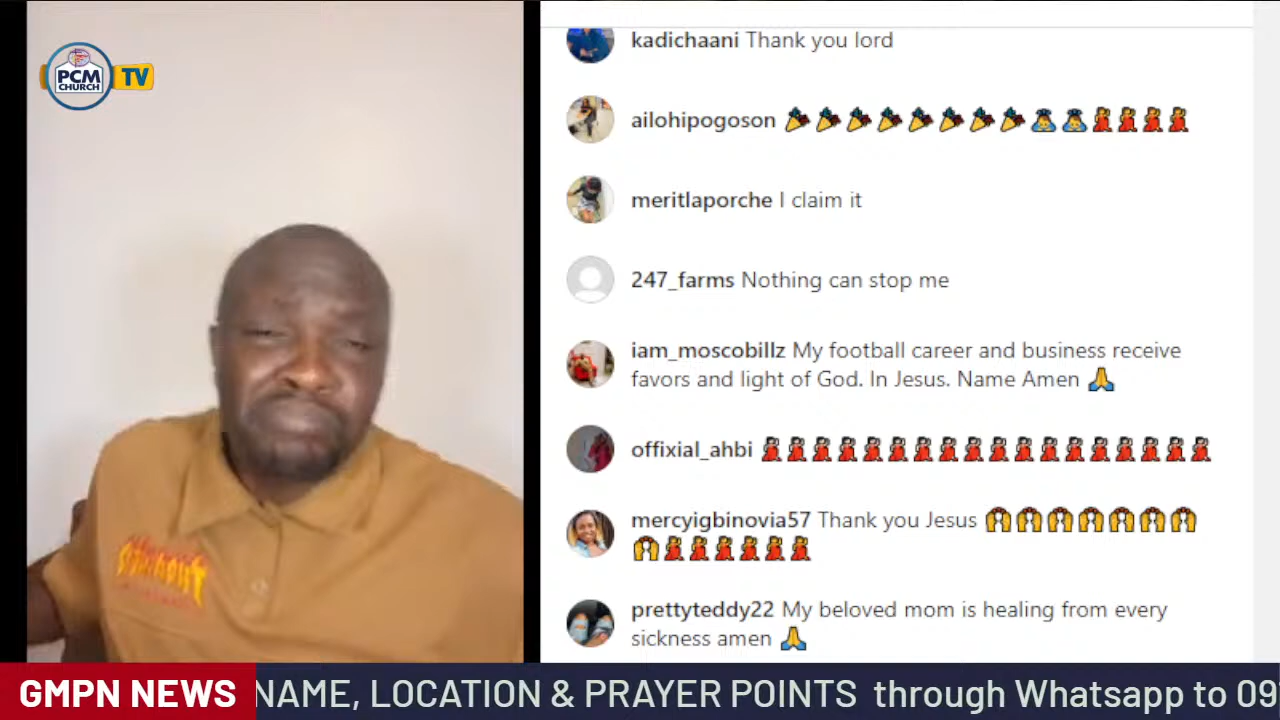 PCM
CHURCH
TV
kadichaani Thank you lord
ailohipogoson 🎉🎉🎉🎉🎉🎉🎉🎉🙇🙇💃💃💃💃
meritlaporche I claim it
247_farms Nothing can stop me
iam_moscobillz My football career and business receive
favors and light of God. In Jesus. Name Amen 🙏
offixial_ahbi 💃💃💃💃💃💃💃💃💃💃💃💃💃💃💃💃💃💃
mercyigbinovia57 Thank you Jesus 🙌🙌🙌🙌🙌🙌🙌
🙌💃💃💃💃💃💃
prettyteddy22 My beloved mom is healing from every
sickness amen 🙏
GMPN NEWS NAME, LOCATION & PRAYER POINTS through Whatsapp to 09